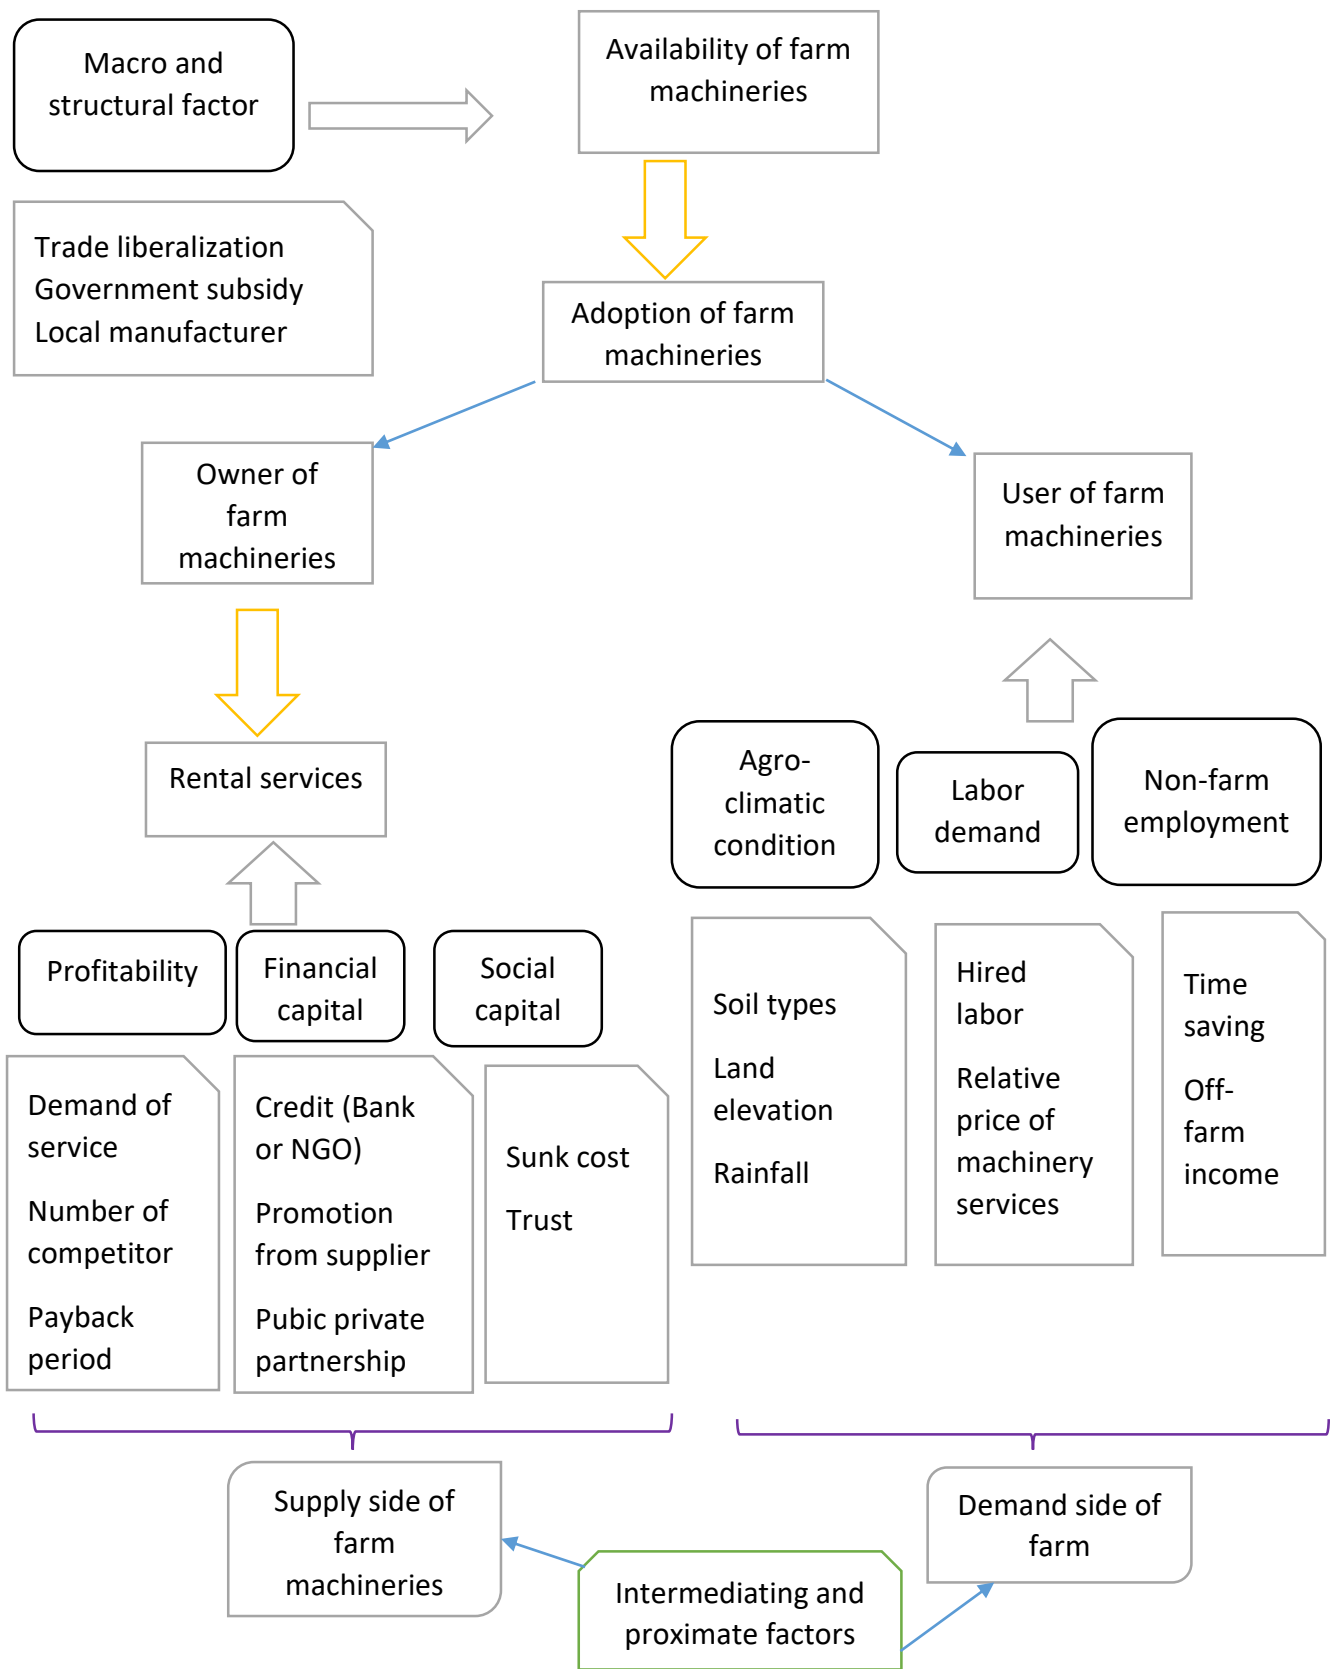 Macro and
structural factor
Availability of farm
machineries
Trade liberalization
Government subsidy
Local manufacturer
Adoption of farm
machineries
Owner of
farm
machineries
User of farm
machineries
Rental services
Agro-
climatic
condition
Labor
demand
Non-farm
employment
Profitability
Financial
capital
Social
capital
Demand of
service
Number of
competitor
Payback
period
Credit (Bank
or NGO)
Promotion
from supplier
Pubic private
partnership
Sunk cost
Trust
Soil types
Land
elevation
Rainfall
Hired
labor
Relative
price of
machinery
services
Time
saving
Off-
farm
income
Supply side of
farm
machineries
Demand side of
farm
Intermediating and
proximate factors